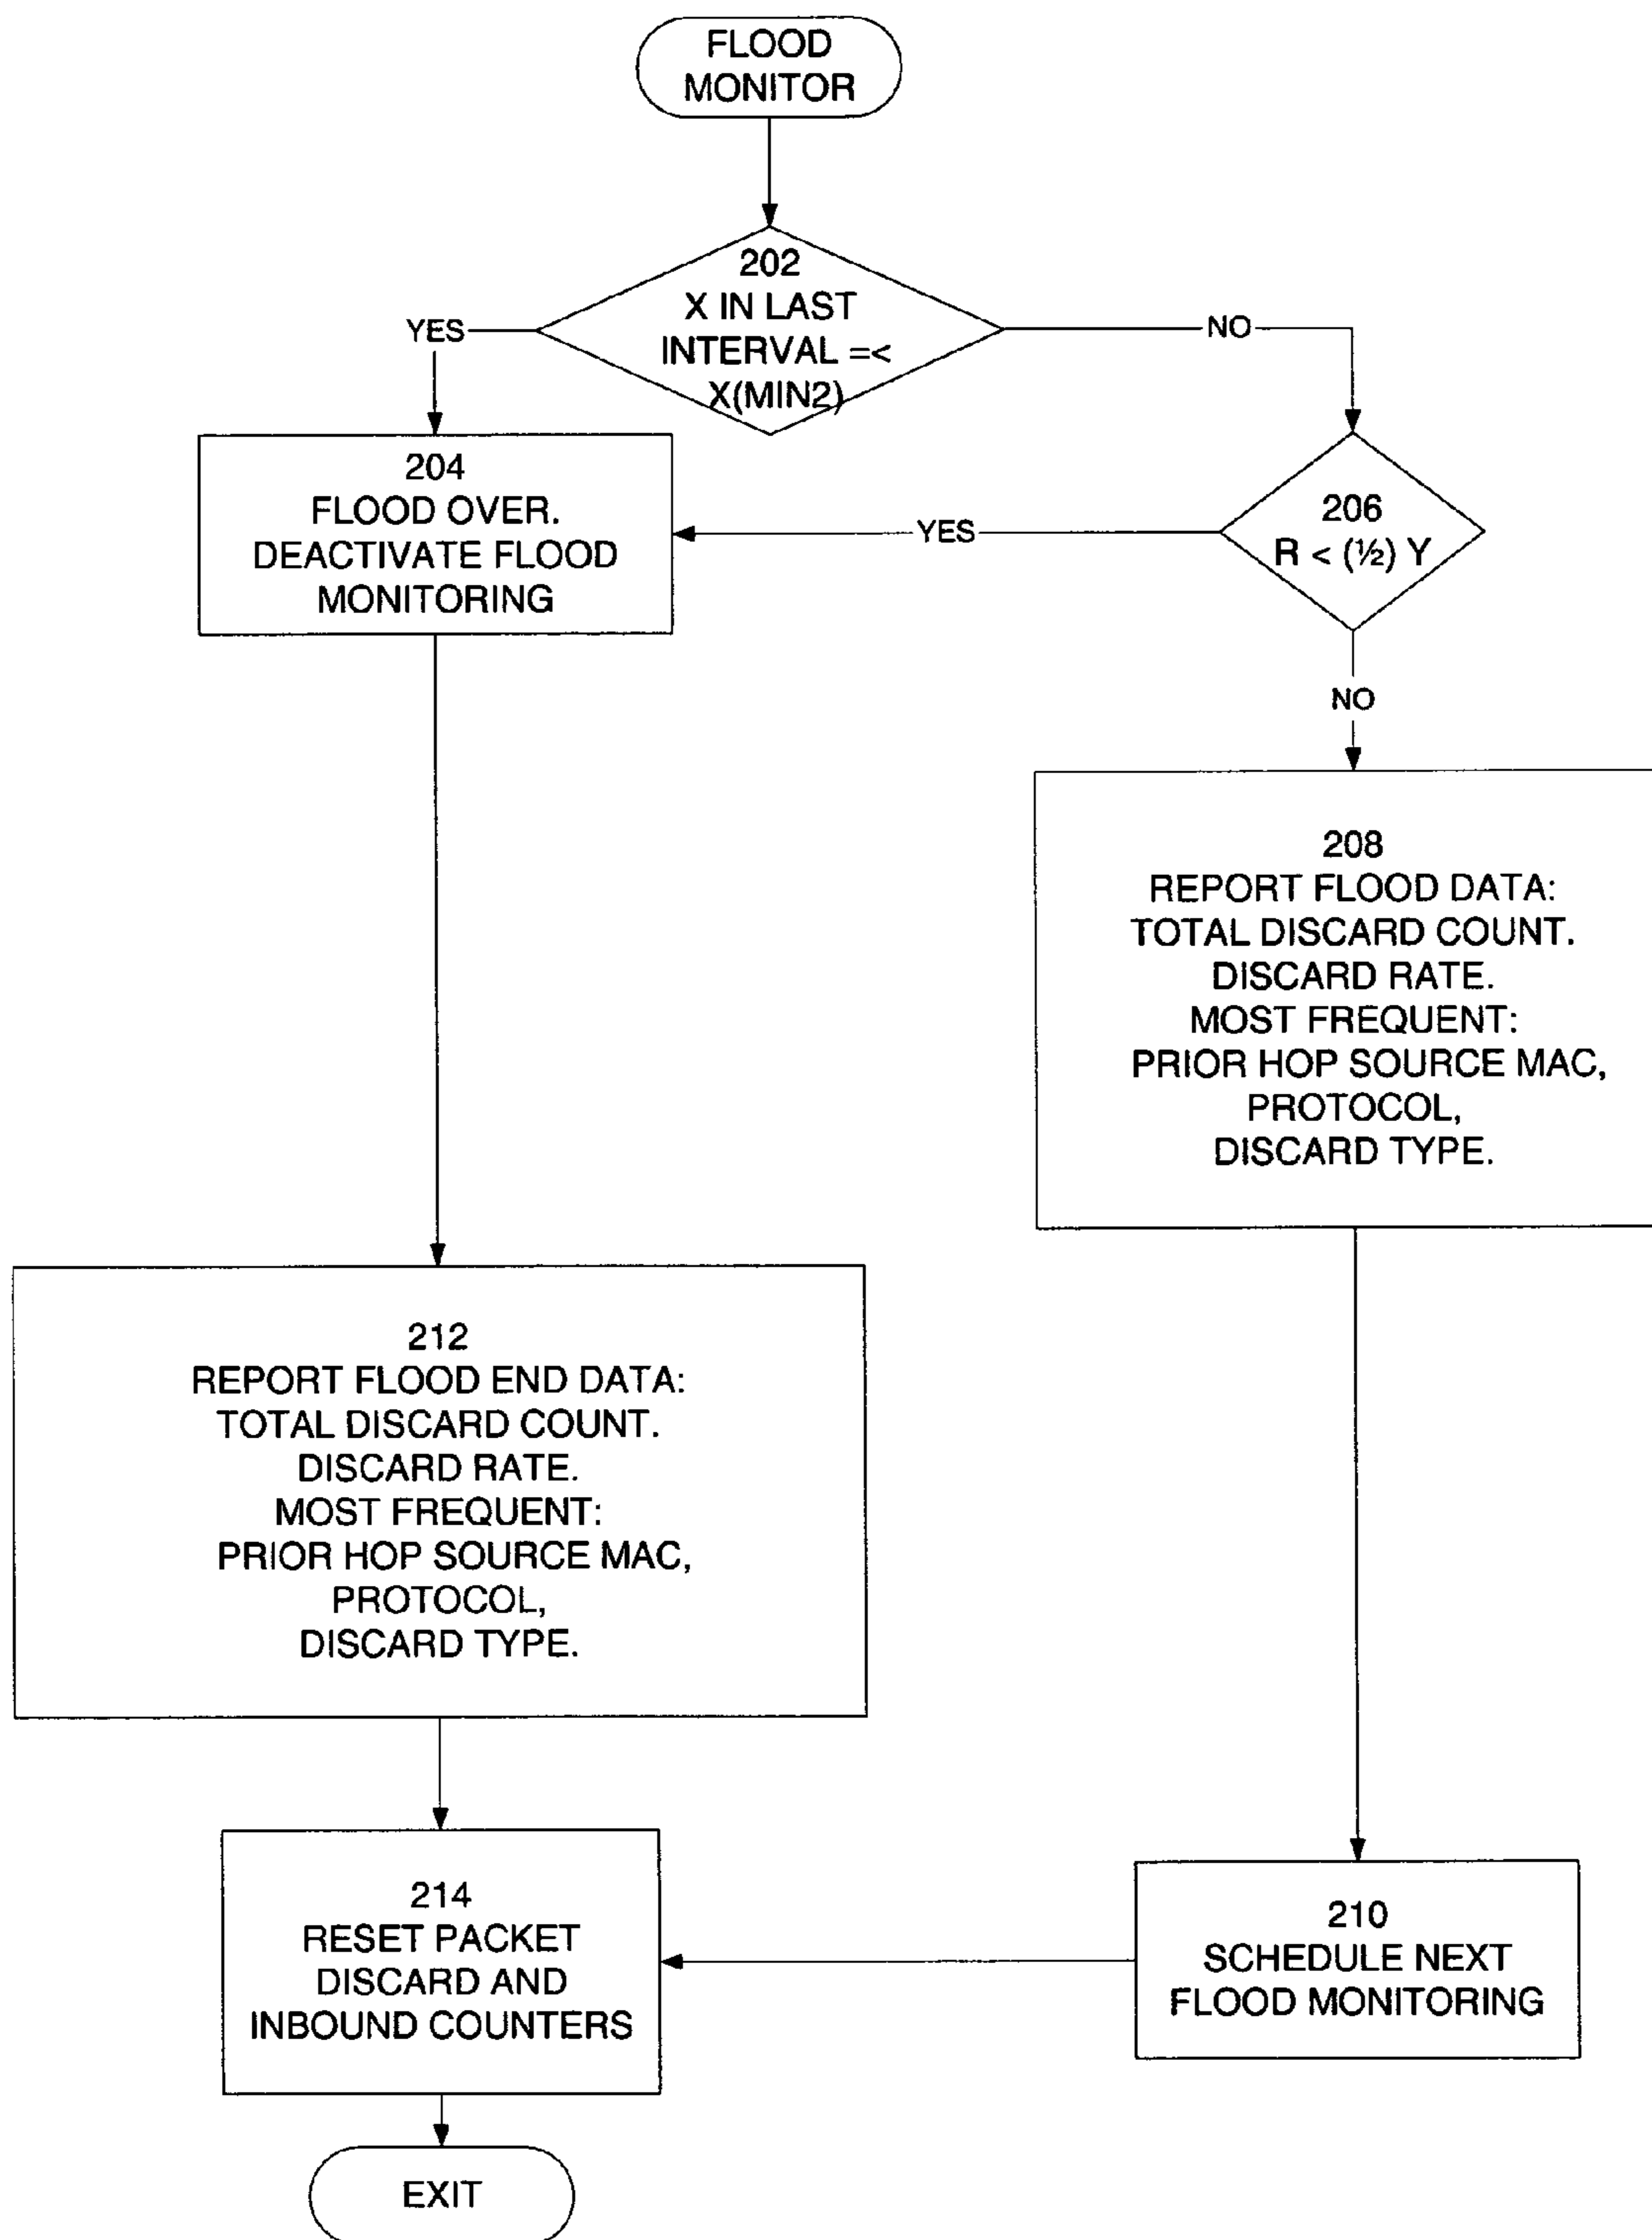 FLOOD
MONITOR
202
X IN LAST
INTERVAL =<
X(MIN2)
YES
NO
204
FLOOD OVER.
DEACTIVATE FLOOD
MONITORING
YES
206
R < (½) Y
NO
208
REPORT FLOOD DATA:
TOTAL DISCARD COUNT.
DISCARD RATE.
MOST FREQUENT:
PRIOR HOP SOURCE MAC,
PROTOCOL,
DISCARD TYPE.
212
REPORT FLOOD END DATA:
TOTAL DISCARD COUNT.
DISCARD RATE.
MOST FREQUENT:
PRIOR HOP SOURCE MAC,
PROTOCOL,
DISCARD TYPE.
214
RESET PACKET
DISCARD AND
INBOUND COUNTERS
210
SCHEDULE NEXT
FLOOD MONITORING
EXIT